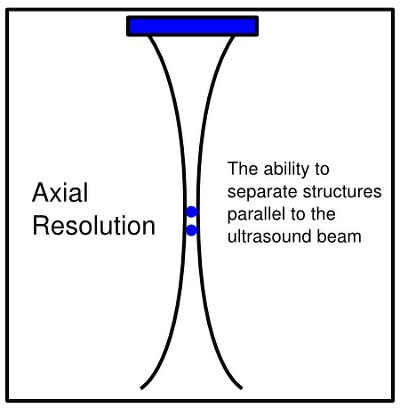 Axial
Resolution
The ability to
separate structures
parallel to the
ultrasound beam